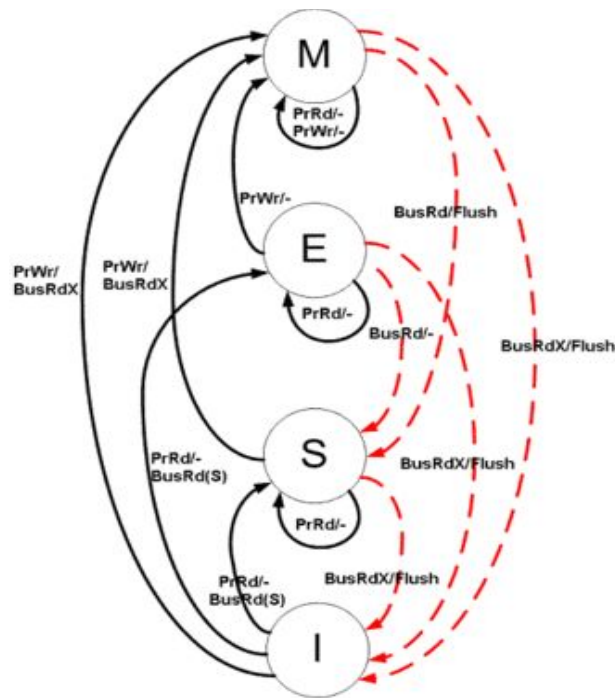 M
PrRd/-
PrWr/-
PrWr/-
BusRd/Flush
E
PrWr/
BusRdX
PrWr/
BusRdX
PrRd/-
BusRd/-
BusRdX/Flush
S
PrRd/-
BusRd(S)
BusRdX/Flush
PrRd/-
PrRd/-
BusRd(S)
BusRdX/Flush
I